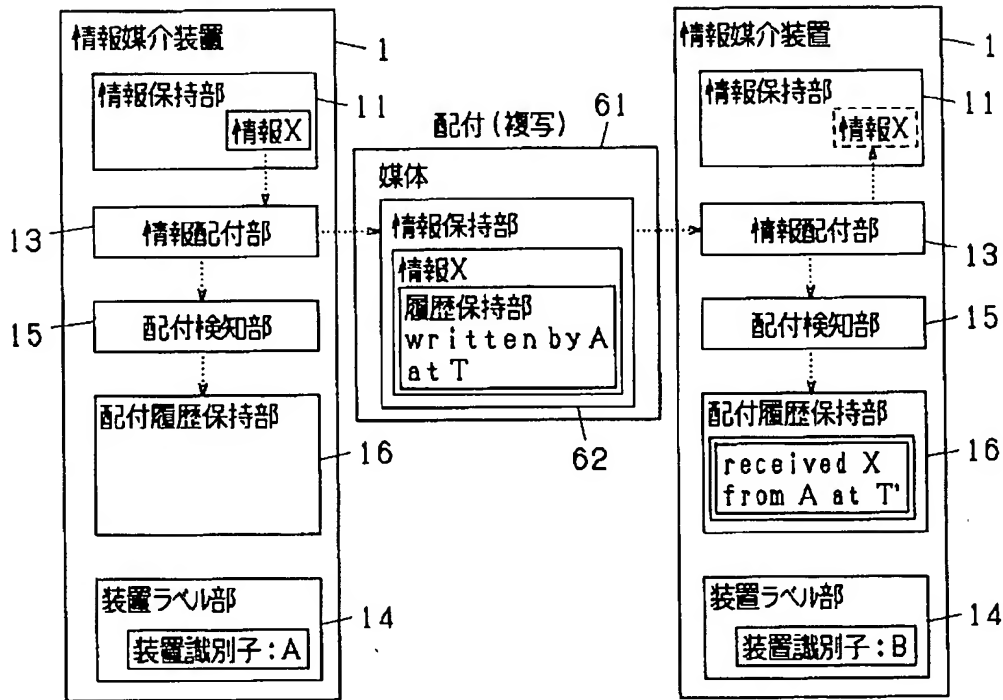 情報媒介装置
1
情報保持部
11
情報X
13
情報配付部
15
配付検知部
配付履歴保持部
16
装置ラベル部
14
装置識別子:A
配付(複写)
61
媒体
情報保持部
情報X
履歴保持部
written by A
at T
62
情報媒介装置
1
情報保持部
11
情報X
情報配付部
13
配付検知部
15
配付履歴保持部
16
received X
from A at T'
装置ラベル部
14
装置識別子:B